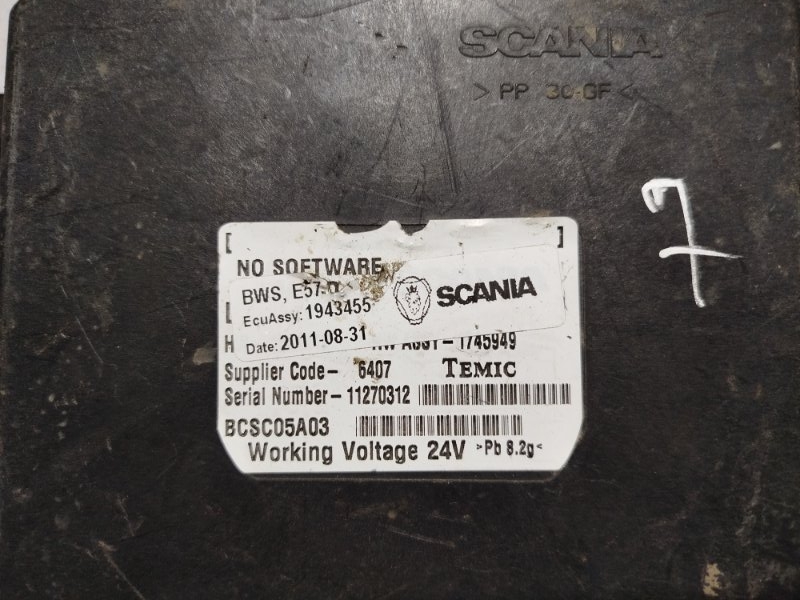 SCANIA
>PP 30-GF<
7
[ ]
NO SOFTWARE
BWS, E57-0
SCANIA
EcuAssy:1943455
Date:2011-08-31
1745949
Supplier Code- 6407 TEMIC
Serial Number-11270312
BCSC05A03
Working Voltage 24V >Pb 8.2g<